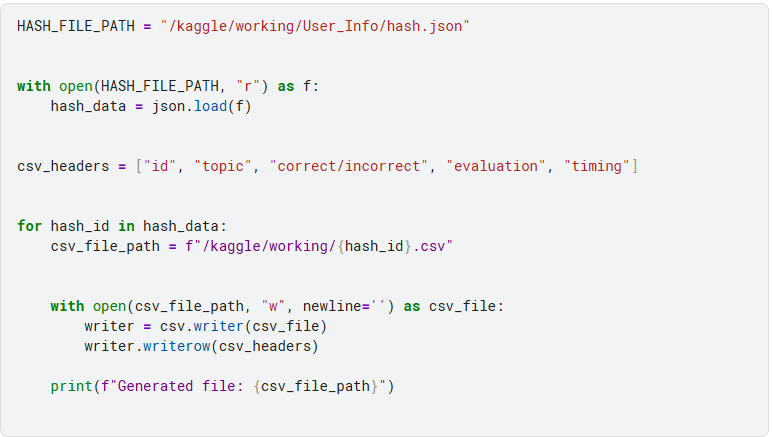 HASH_FILE_PATH = "/kaggle/working/User_Info/hash.json"
with open(HASH_FILE_PATH, "r") as f:
    hash_data = json.load(f)
csv_headers = ["id", "topic", "correct/incorrect", "evaluation", "timing"]
for hash_id in hash_data:
    csv_file_path = f"/kaggle/working/{hash_id}.csv"
    with open(csv_file_path, "w", newline='') as csv_file:
        writer = csv.writer(csv_file)
        writer.writerow(csv_headers)
    print(f"Generated file: {csv_file_path}")